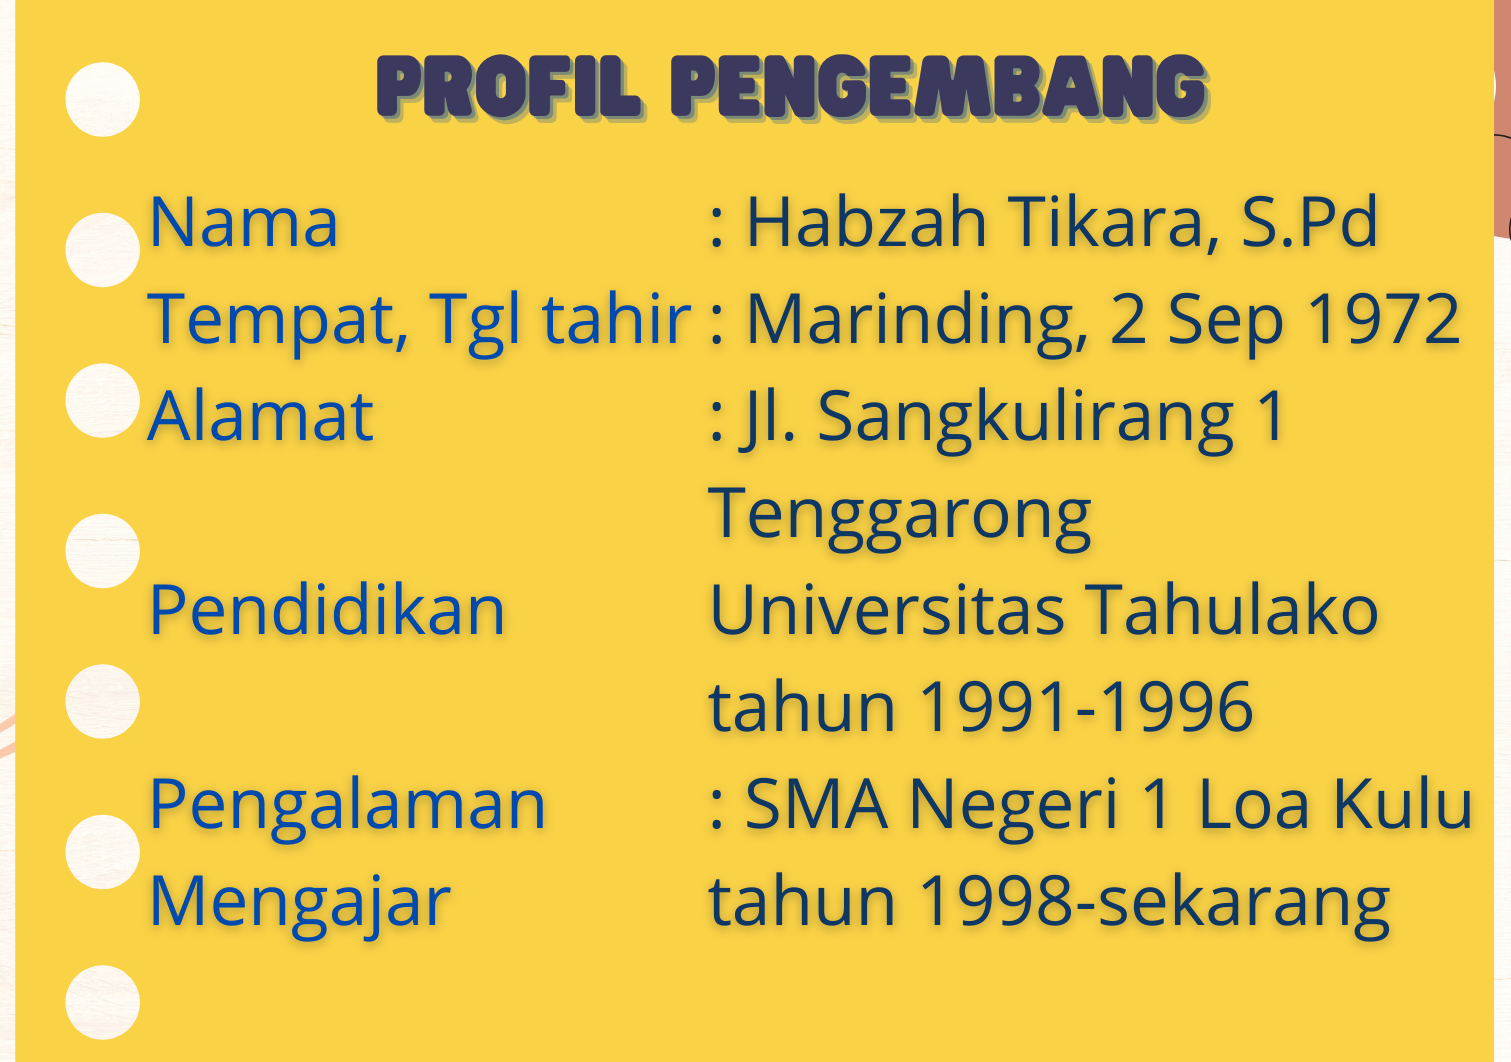 PROFIL PENGEMBANG
Nama : Habzah Tikara, S.Pd
Tempat, Tgl tahir : Marinding, 2 Sep 1972
Alamat : Jl. Sangkulirang 1
Tenggarong
Pendidikan Universitas Tahulako
tahun 1991-1996
Pengalaman : SMA Negeri 1 Loa Kulu
Mengajar tahun 1998-sekarang